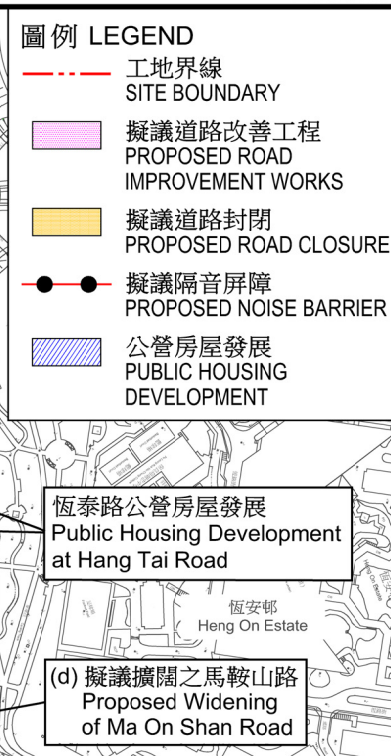 圖例 LEGEND
工地界線
SITE BOUNDARY
擬議道路改善工程
PROPOSED ROAD
IMPROVEMENT WORKS
擬議道路封閉
PROPOSED ROAD CLOSURE
擬議隔音屏障
PROPOSED NOISE BARRIER
公營房屋發展
PUBLIC HOUSING
DEVELOPMENT
恆泰路公營房屋發展
Public Housing Development
at Hang Tai Road
恆安邨
Heng On Estate
(d) 擬議擴闊之馬鞍山路
Proposed Widening
of Ma On Shan Road